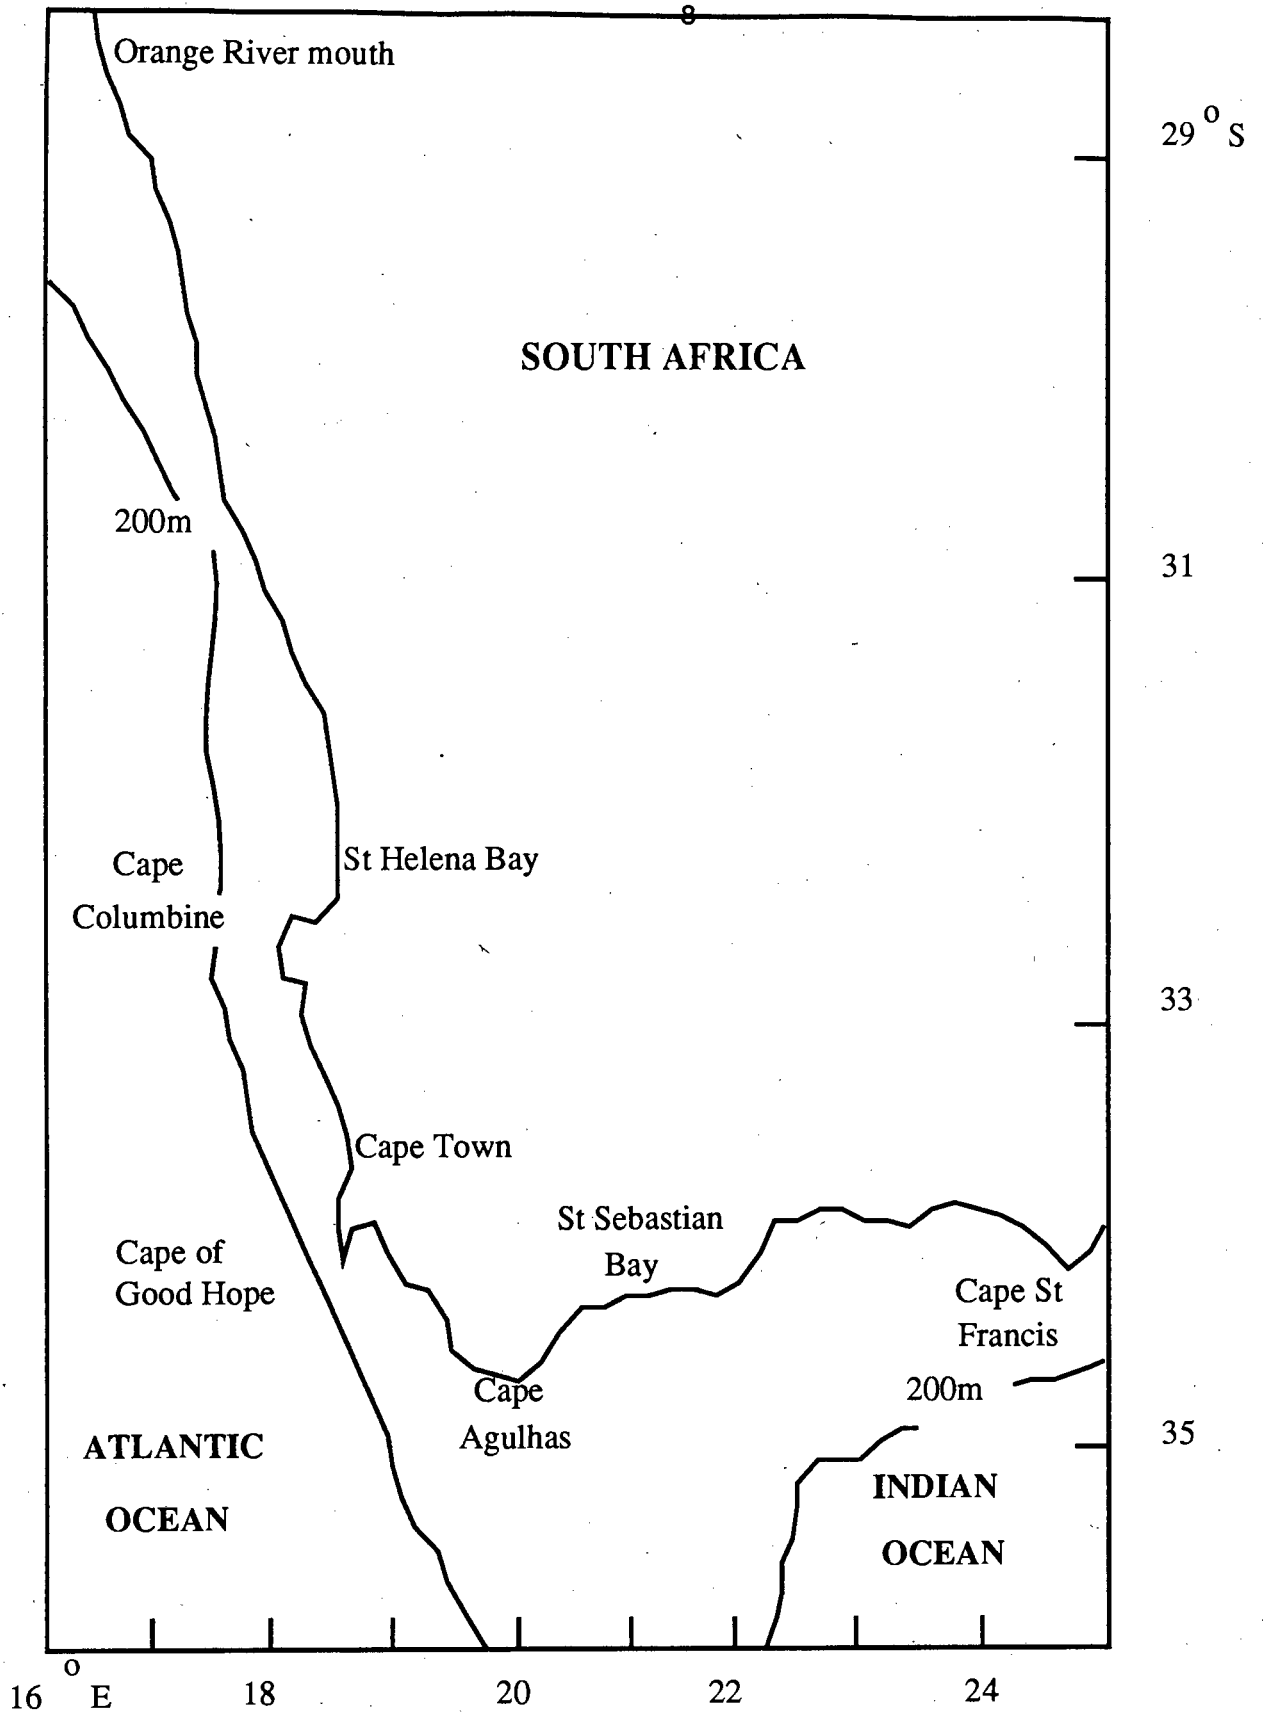 8
Orange River mouth
29 o S
SOUTH AFRICA
200m
31
Cape
Columbine
St Helena Bay
33
Cape Town
St Sebastian
Bay
Cape of
Good Hope
Cape St
Francis
200m
Cape
Agulhas
35
ATLANTIC
OCEAN
INDIAN
OCEAN
16 o E 18 20 22 24